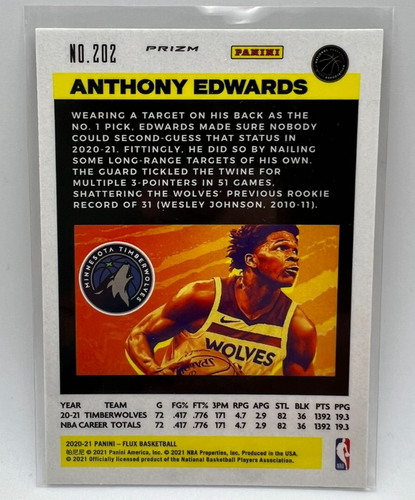 NO.202 PRIZM PANINI
ANTHONY EDWARDS
WEARING A TARGET ON HIS BACK AS THE
NO. 1 PICK, EDWARDS MADE SURE NOBODY
COULD SECOND-GUESS THAT STATUS IN
2020-21. FITTINGLY, HE DID SO BY NAILING
SOME LONG-RANGE TARGETS OF HIS OWN.
THE GUARD TICKLED THE TWINE FOR
MULTIPLE 3-POINTERS IN 51 GAMES,
SHATTERING THE WOLVES' PREVIOUS ROOKIE
RECORD OF 31 (WESLEY JOHNSON, 2010-11).
MINNESOTA TIMBERWOLVES
WOLVES
YEAR TEAM G FG% FT% 3PM RPG APG STL BLK PTS PPG
20-21 TIMBERWOLVES 72 .417 .776 171 4.7 2.9 82 36 1392 19.3
NBA CAREER TOTALS 72 .417 .776 171 4.7 2.9 82 36 1392 19.3
2020-21 PANINI – FLUX BASKETBALL
帕尼尼 © 2021 Panini America, Inc. © 2021 NBA Properties, Inc. Produced in the USA.
© 2021 Officially licensed product of the National Basketball Players Association.